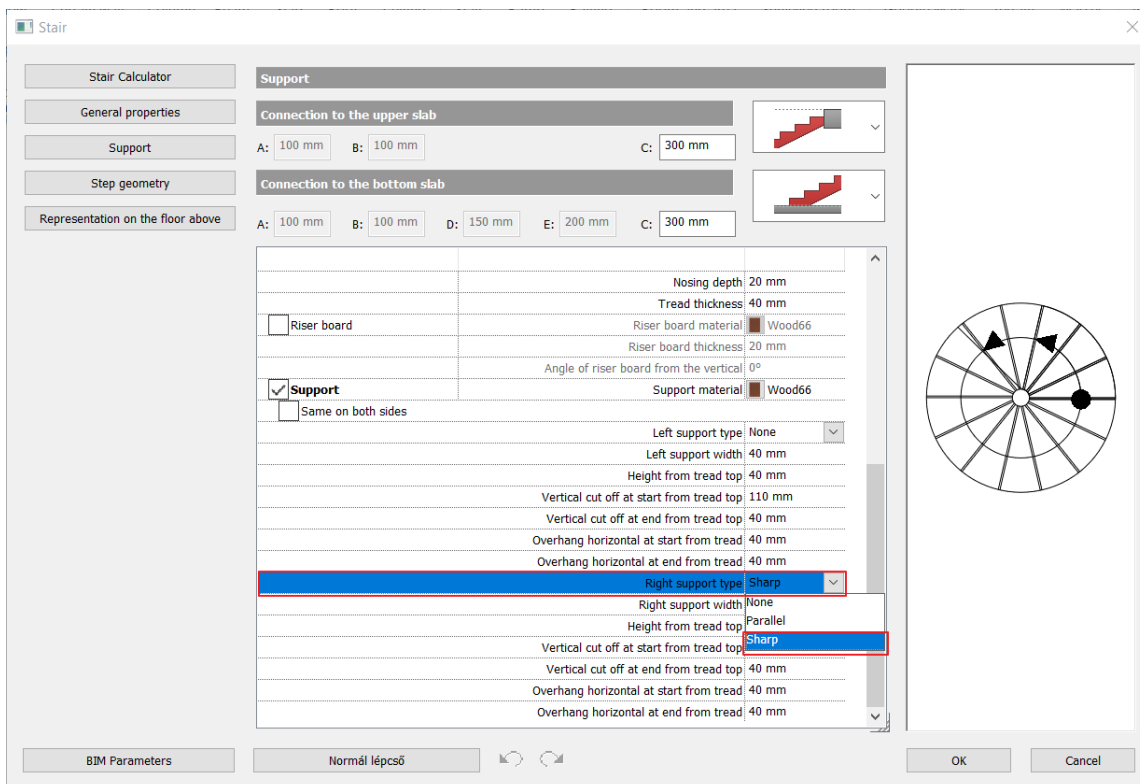 Stair
Stair Calculator
General properties
Support
Step geometry
Representation on the floor above
Support
Connection to the upper slab
A: 100 mm B: 100 mm C: 300 mm
Connection to the bottom slab
A: 100 mm B: 100 mm D: 150 mm E: 200 mm C: 300 mm
Nosing depth 20 mm
Tread thickness 40 mm
Riser board Riser board material Wood66
Riser board thickness 20 mm
Angle of riser board from the vertical 0º
Support Support material Wood66
Same on both sides
Left support type None
Left support width 40 mm
Height from tread top 40 mm
Vertical cut off at start from tread top 110 mm
Vertical cut off at end from tread top 40 mm
Overhang horizontal at start from tread 40 mm
Overhang horizontal at end from tread 40 mm
Right support type Sharp
Right support width None
Height from tread top Parallel
Vertical cut off at start from tread top Sharp
Vertical cut off at end from tread top 40 mm
Overhang horizontal at start from tread 40 mm
Overhang horizontal at end from tread 40 mm
BIM Parameters Normál lépcső OK Cancel